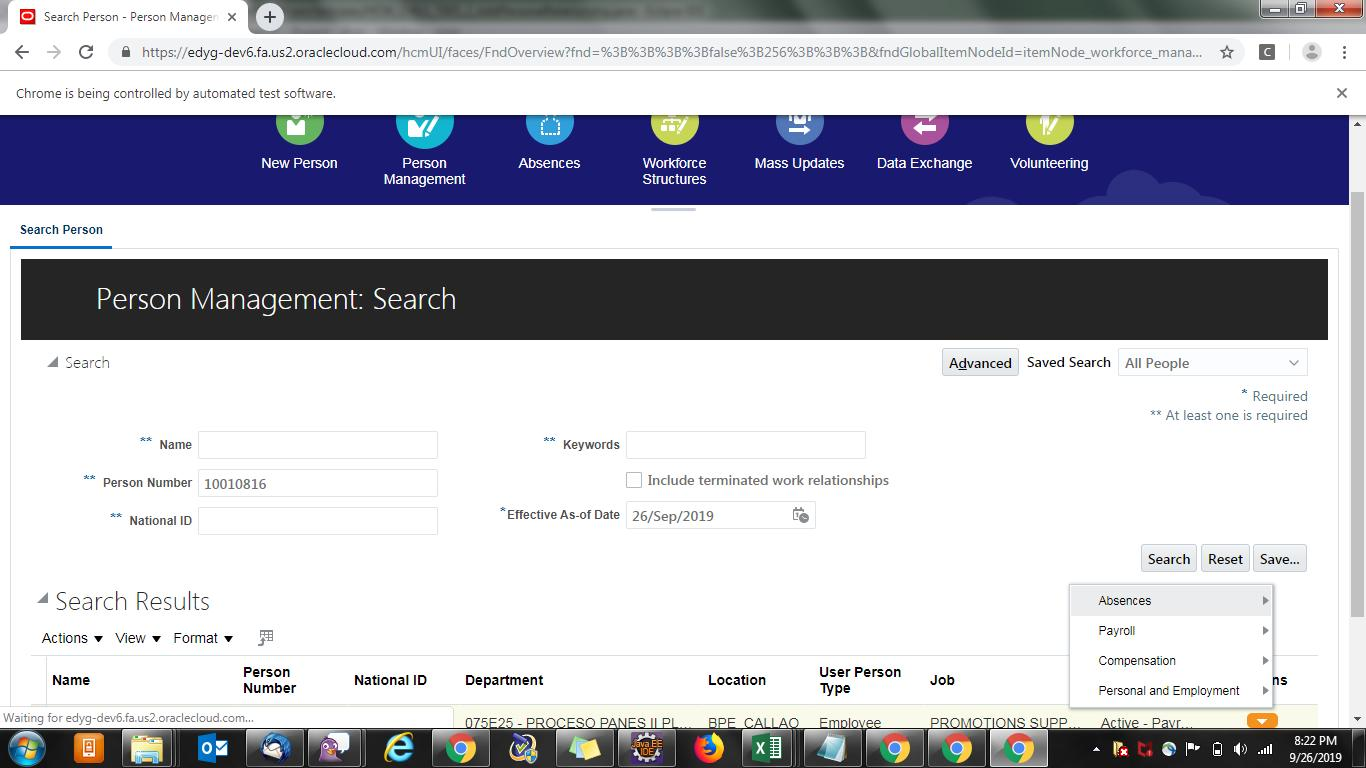 Search Person - Person Managen
https://edyg-dev6.fa.us2.oraclecloud.com/hcmUI/faces/FndOverview?fnd=%3B%3B%3B%3Bfalse%3B256%3B%3B%3B&fndGlobalItemNodeId=itemNode_workforce_mana...
C
Chrome is being controlled by automated test software.
New Person
Person Management
Absences
Workforce Structures
Mass Updates
Data Exchange
Volunteering
Search Person
Person Management: Search
Search
Advanced
Saved Search
All People
* Required
** At least one is required
** Name
** Keywords
** Person Number
10010816
Include terminated work relationships
** National ID
*Effective As-of Date
26/Sep/2019
Search
Reset
Save...
Absences
Payroll
Compensation
Personal and Employment
Search Results
Actions
View
Format
Name
Person Number
National ID
Department
Location
User Person Type
Job
ns
075E25 - PROCESO PANES II PL...
BPE_CALLAO
Employee
PROMOTIONS SUPP...
Active - Payr...
Waiting for edyg-dev6.fa.us2.oraclecloud.com...
Java EE
IDE
8:22 PM
9/26/2019